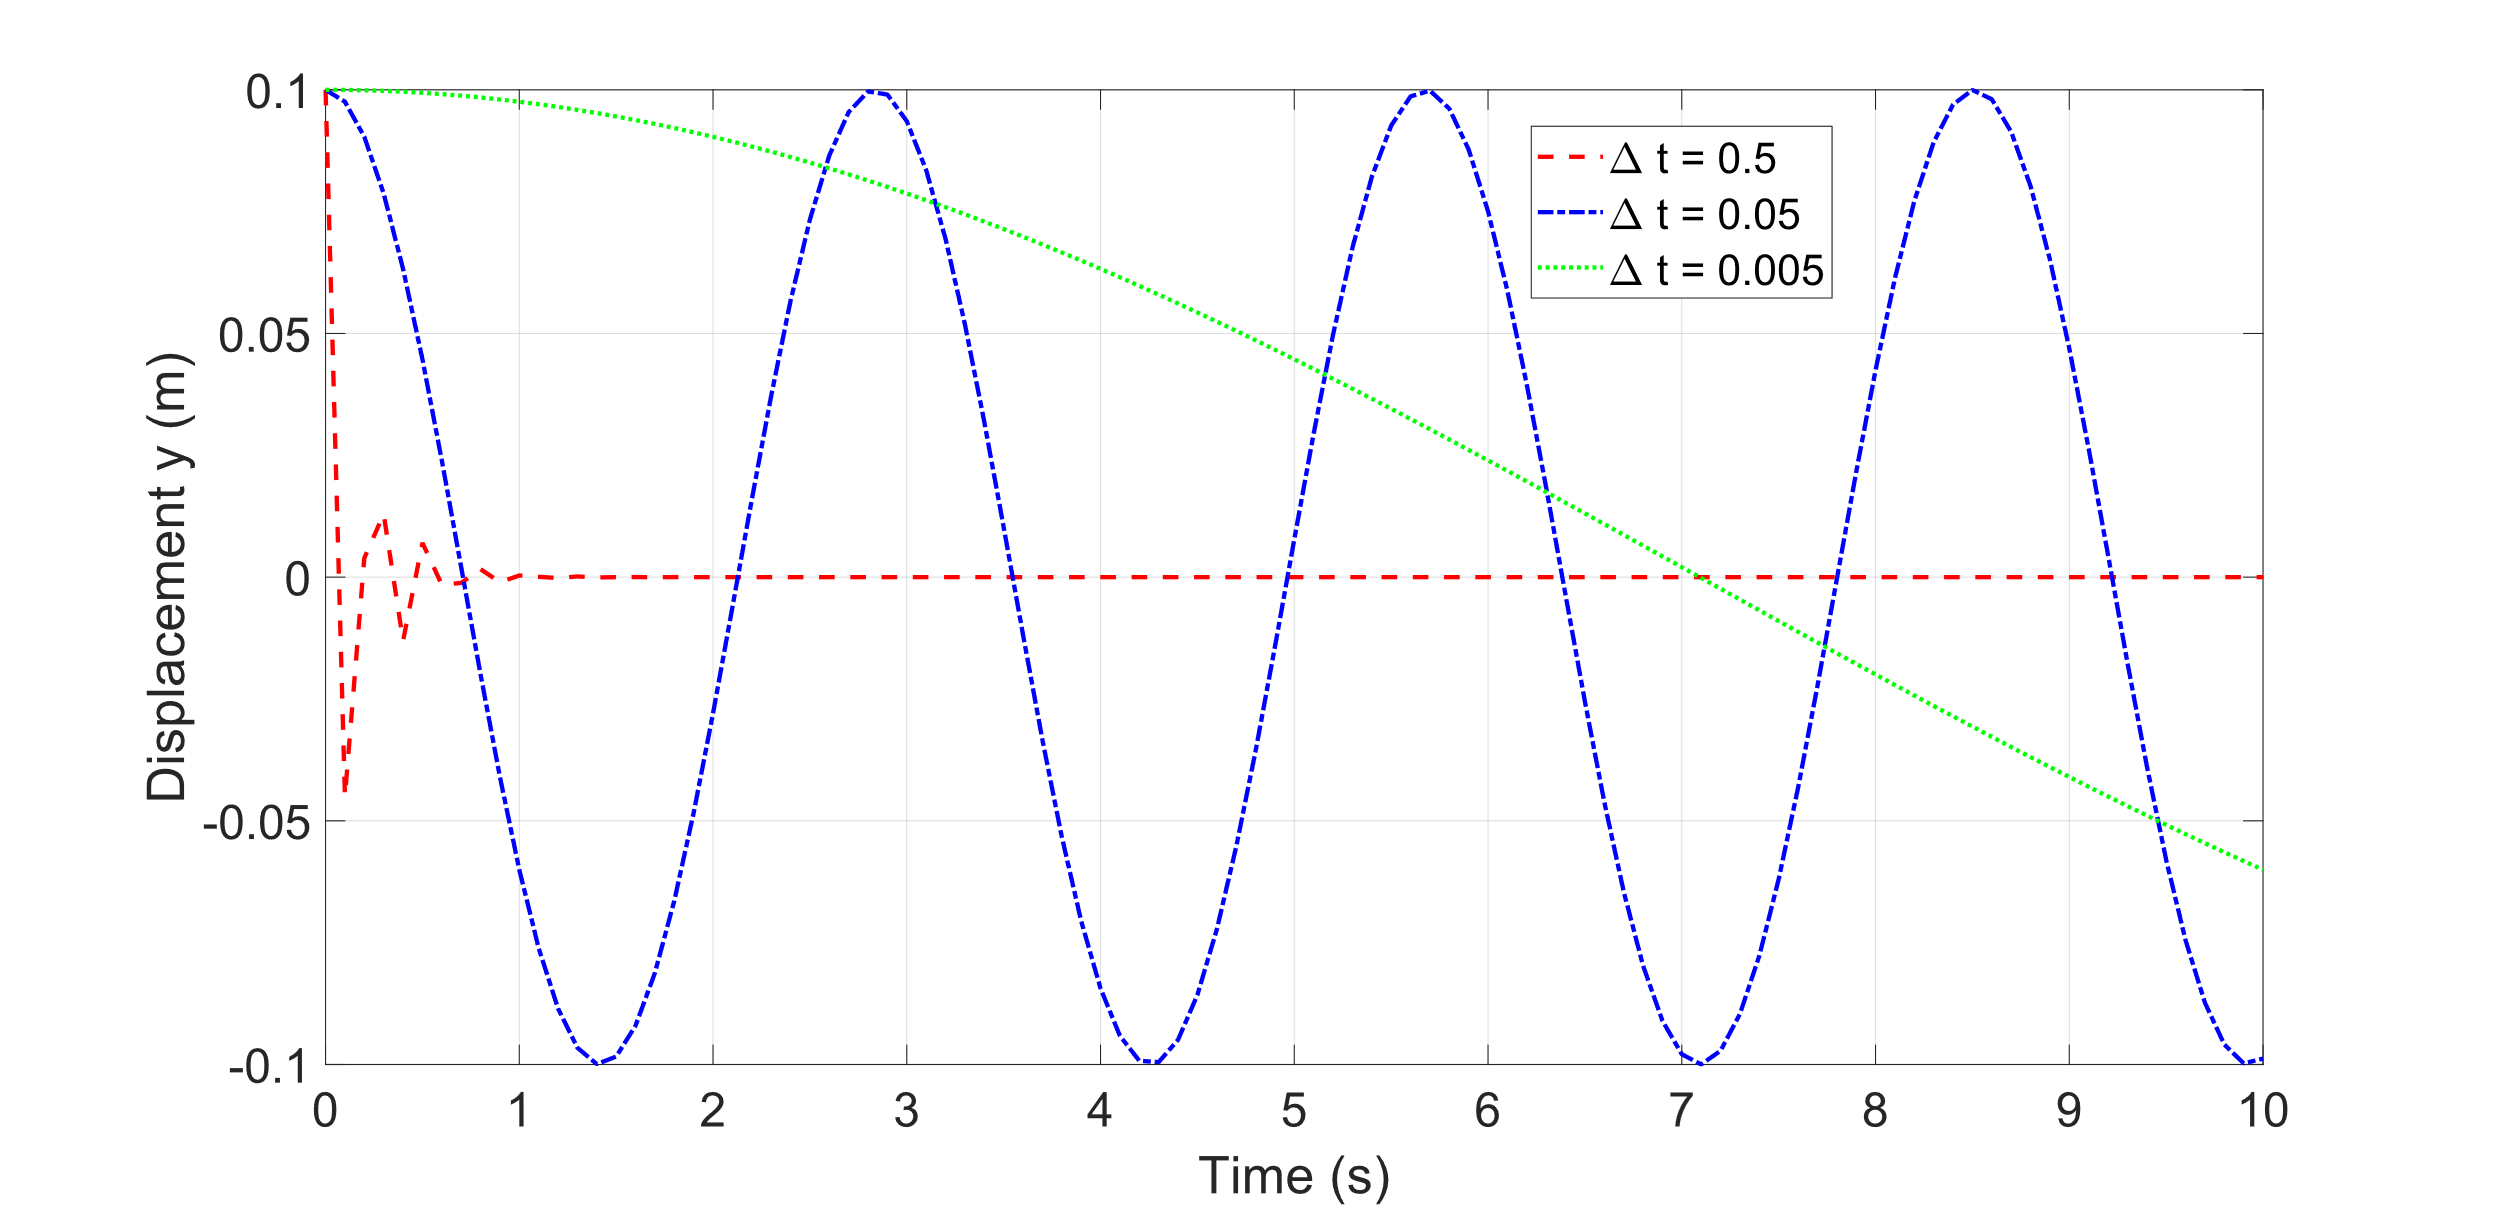 0.1
0.05
0
-0.05
-0.1
Displacement y (m)
Δ t = 0.5
Δ t = 0.05
Δ t = 0.005
0 1 2 3 4 5 6 7 8 9 10
Time (s)